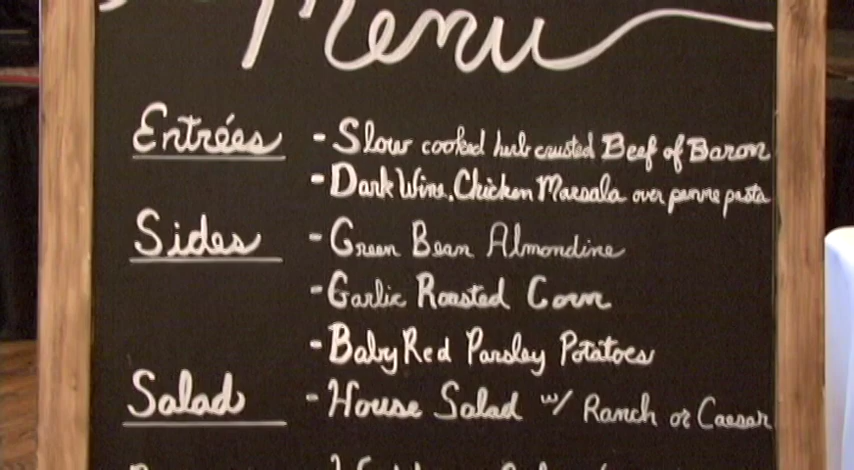 Menu
Entrées - Slow cooked herb crusted Beef of Baron
- Dark Wine, Chicken Marsala over penne pasta
Sides - Green Bean Almondine
- Garlic Roasted Corn
- Baby Red Parsley Potatoes
Salad - House Salad w/ Ranch or Caesar